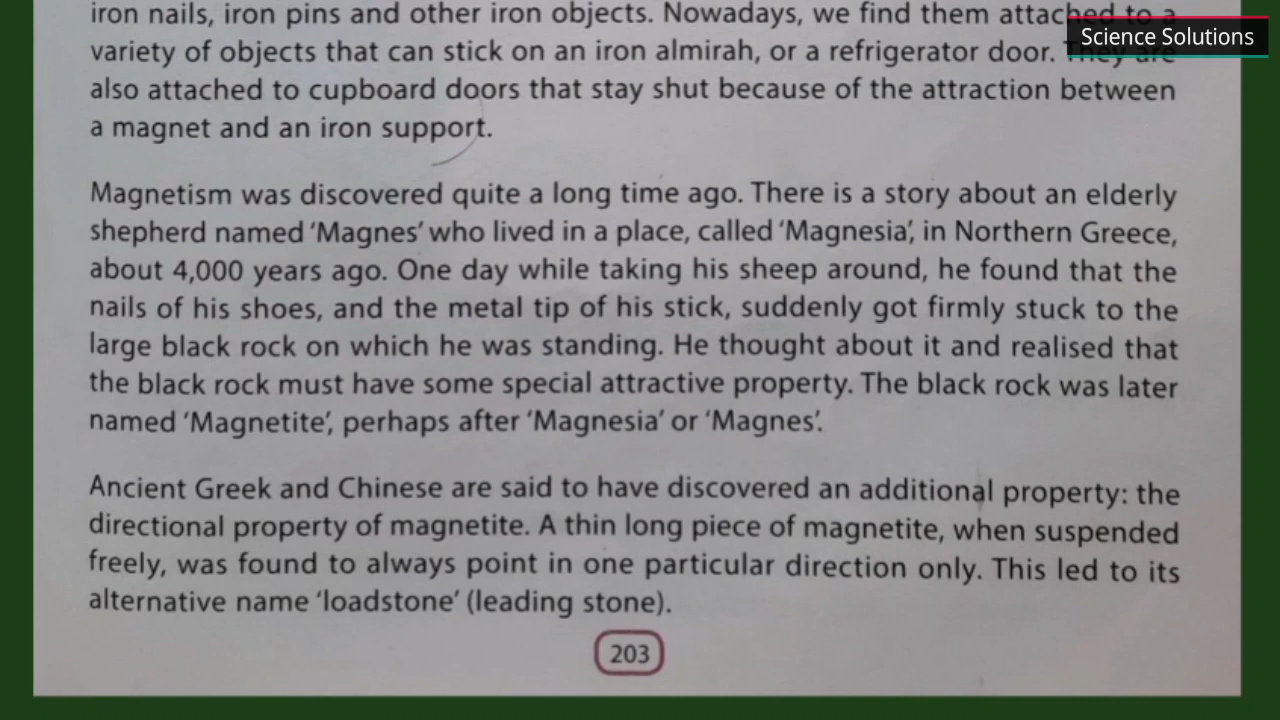 iron nails, iron pins and other iron objects. Nowadays, we find them attached to a
Science Solutions
variety of objects that can stick on an iron almirah, or a refrigerator door. They are
also attached to cupboard doors that stay shut because of the attraction between
a magnet and an iron support.
Magnetism was discovered quite a long time ago. There is a story about an elderly
shepherd named ‘Magnes’ who lived in a place, called ‘Magnesia’, in Northern Greece,
about 4,000 years ago. One day while taking his sheep around, he found that the
nails of his shoes, and the metal tip of his stick, suddenly got firmly stuck to the
large black rock on which he was standing. He thought about it and realised that
the black rock must have some special attractive property. The black rock was later
named ‘Magnetite’, perhaps after ‘Magnesia’ or ‘Magnes’.
Ancient Greek and Chinese are said to have discovered an additional property: the
directional property of magnetite. A thin long piece of magnetite, when suspended
freely, was found to always point in one particular direction only. This led to its
alternative name ‘loadstone’ (leading stone).
203